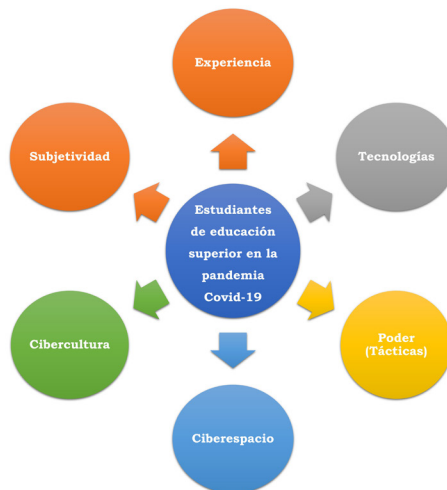 Experiencia
Subjetividad
Tecnologías
Estudiantes
de educación
superior en la
pandemia
Covid-19
Cibercultura
Poder
(Tácticas)
Ciberespacio